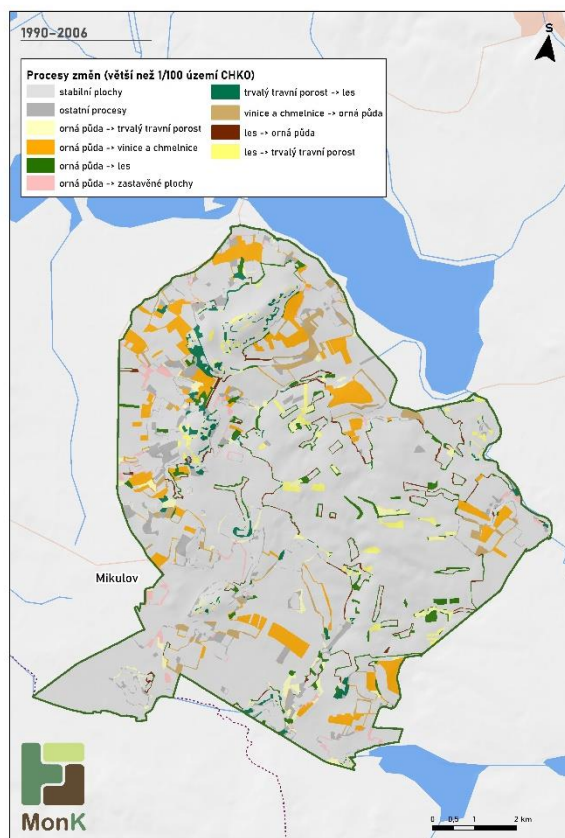 1990–2006
S
Procesy změn (větší než 1/100 území CHKO)
stabilní plochy
ostatní procesy
orná půda -> trvalý travní porost
orná půda -> vinice a chmelnice
orná půda -> les
orná půda -> zastavěné plochy
trvalý travní porost -> les
vinice a chmelnice -> orná půda
les -> orná půda
les -> trvalý travní porost
Mikulov
MonK
0 0,5 1 2 km